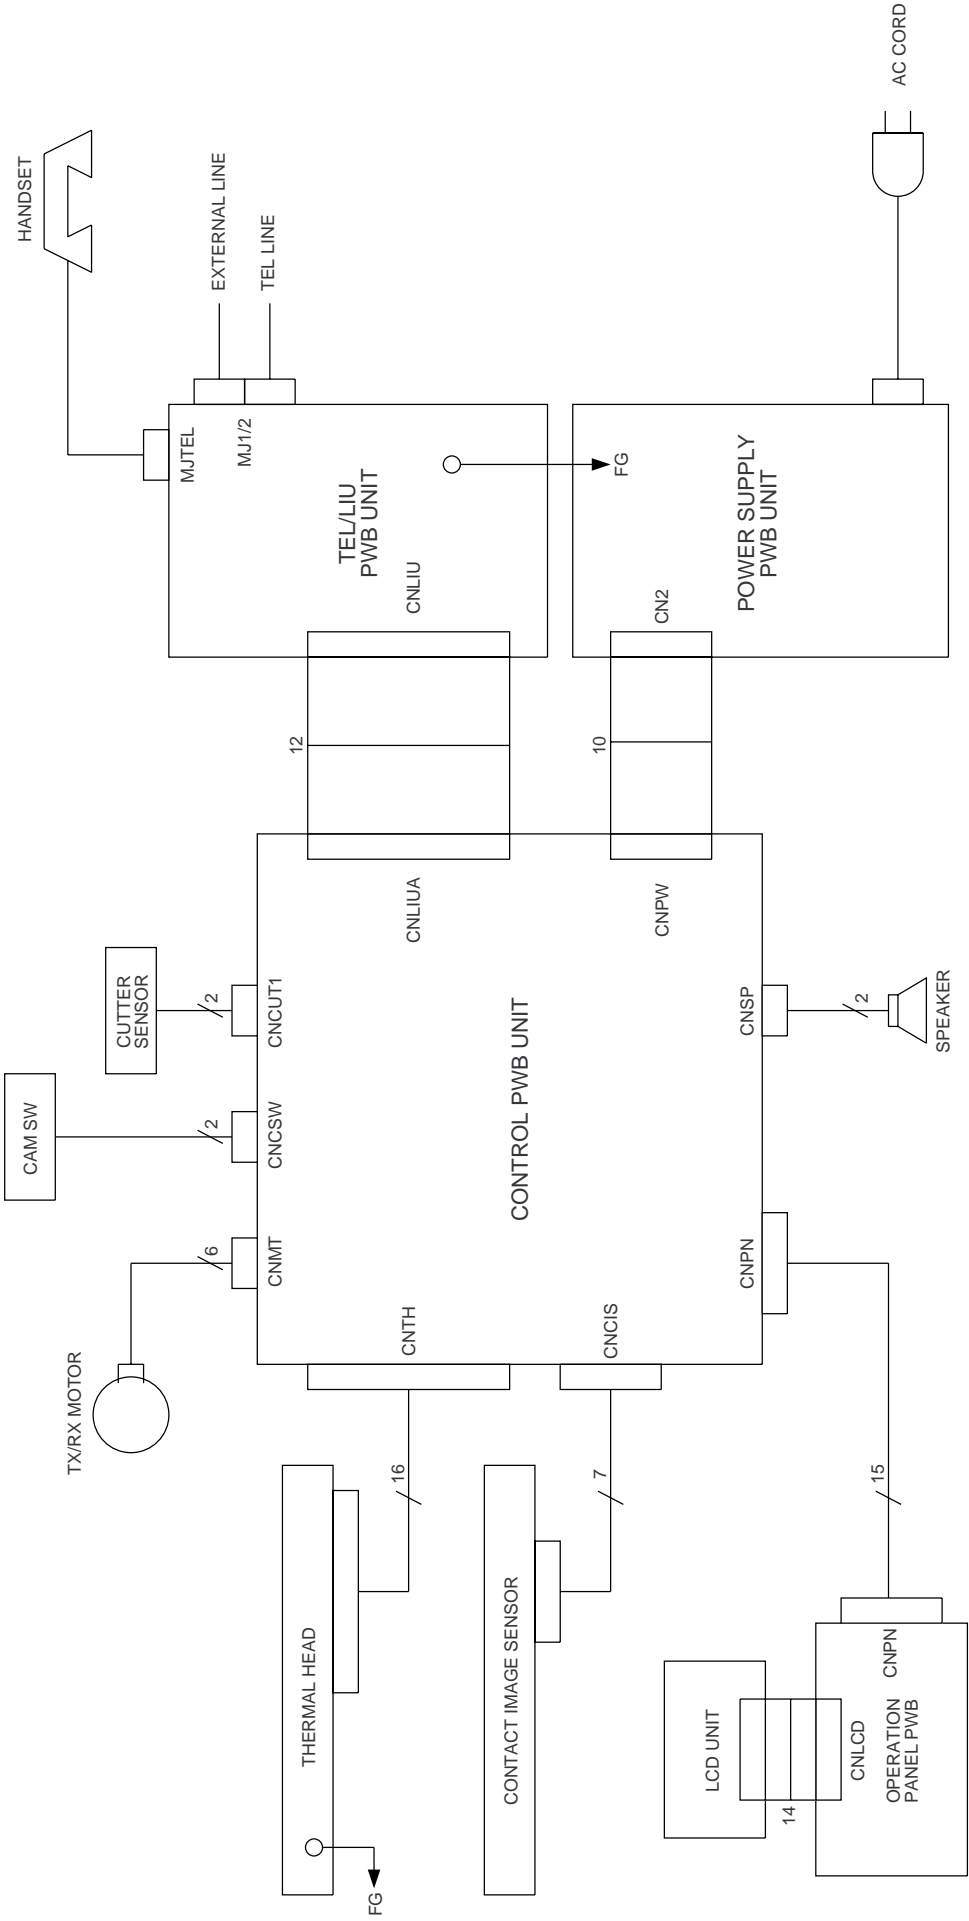 TX/RX MOTOR
CAM SW
CUTTER
SENSOR
HANDSET
6
2
2
CNMT
CNCSW
CNCUT1
MJTEL
EXTERNAL LINE
TEL LINE
MJ1/2
THERMAL HEAD
FG
16
CNTH
CNLIUA
12
CNLIU
TEL/LIU
PWB UNIT
FG
CONTROL PWB UNIT
CONTACT IMAGE SENSOR
7
CNCIS
CNPW
10
CN2
POWER SUPPLY
PWB UNIT
AC CORD
LCD UNIT
14
CNLCD
OPERATION
PANEL PWB
CNPN
15
CNPN
CNSP
2
SPEAKER